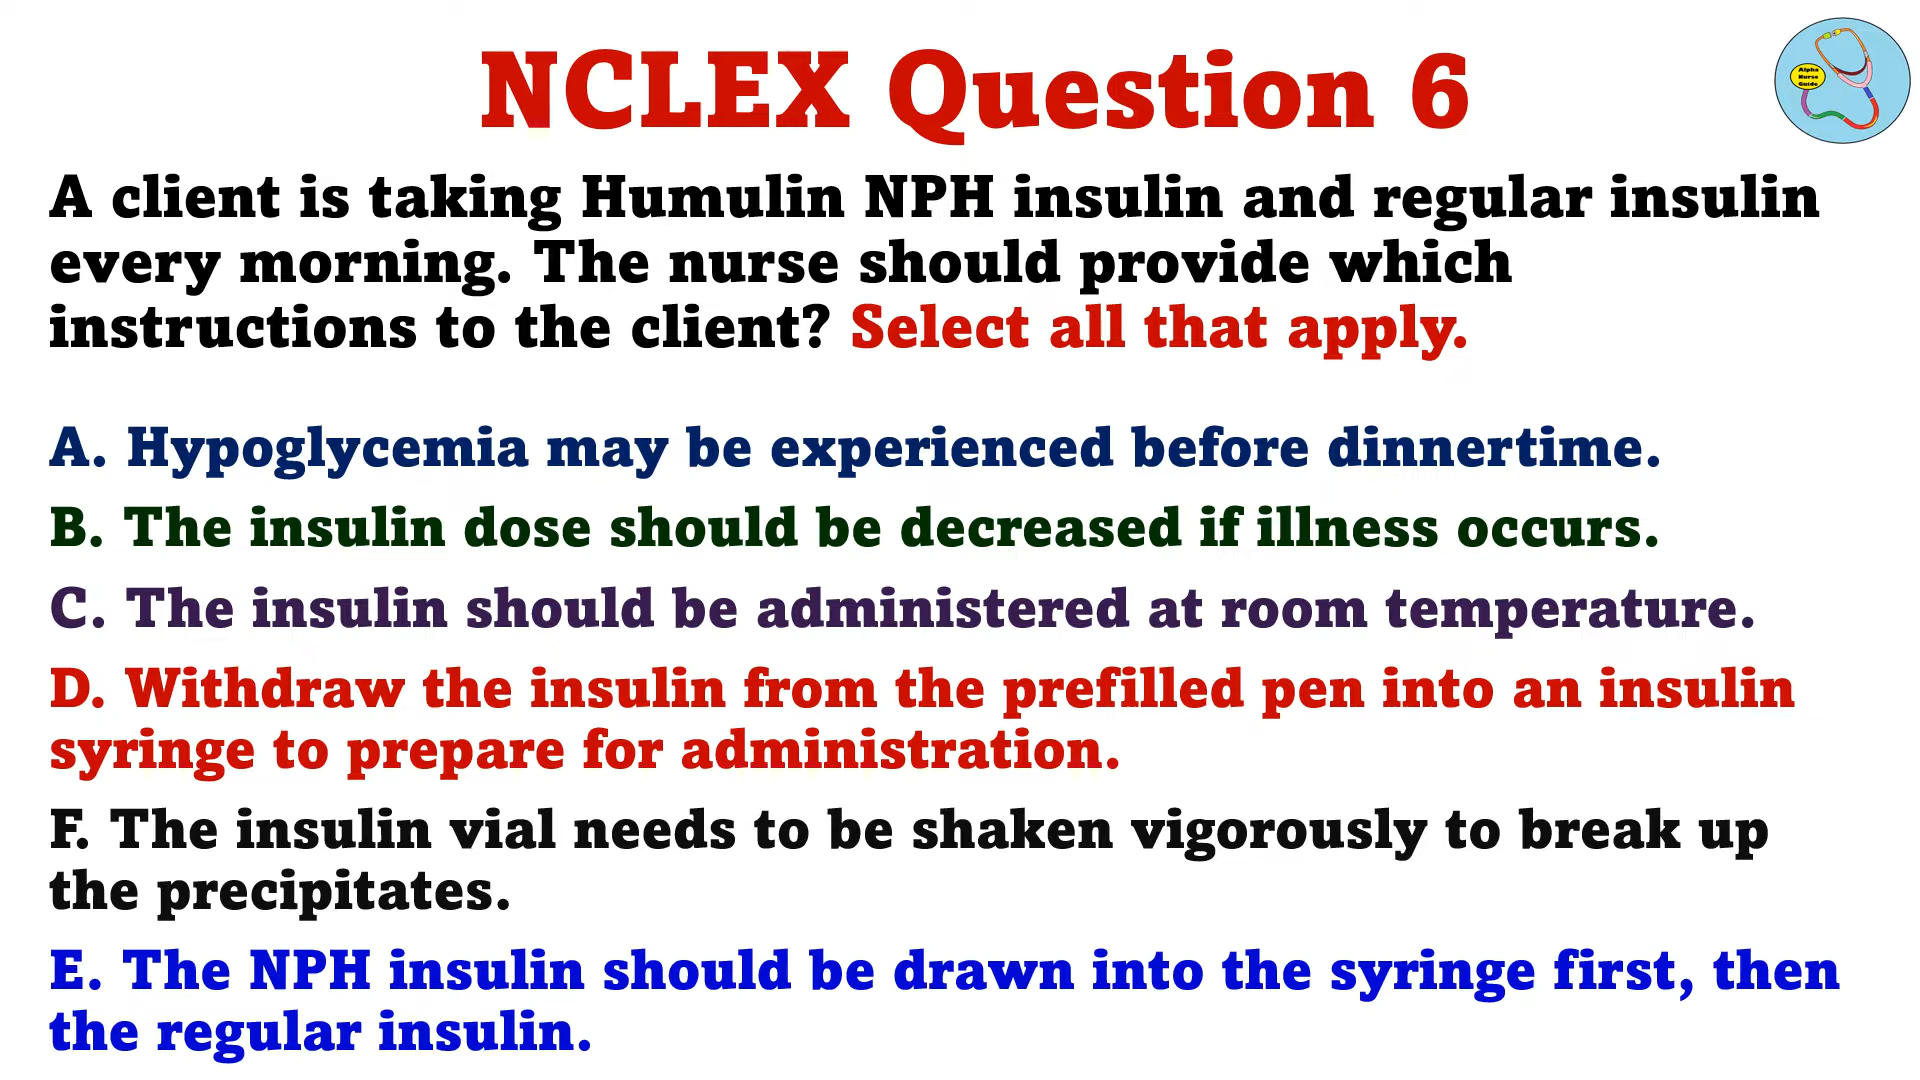 NCLEX Question 6
Alpha
Nurse
Guide
A client is taking Humulin NPH insulin and regular insulin
every morning. The nurse should provide which
instructions to the client? Select all that apply.
A. Hypoglycemia may be experienced before dinnertime.
B. The insulin dose should be decreased if illness occurs.
C. The insulin should be administered at room temperature.
D. Withdraw the insulin from the prefilled pen into an insulin
syringe to prepare for administration.
F. The insulin vial needs to be shaken vigorously to break up
the precipitates.
E. The NPH insulin should be drawn into the syringe first, then
the regular insulin.